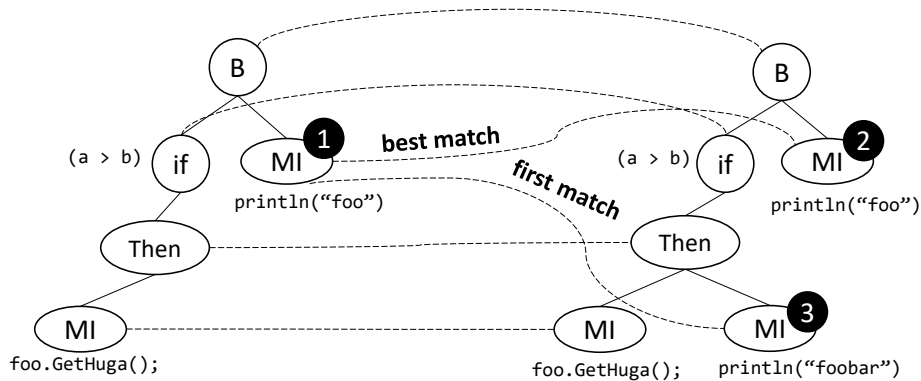 B
B
1
best match
2
(a > b)
if
MI
first match
(a > b)
if
MI
println(“foo”)
println(“foo”)
Then
Then
3
MI
MI
MI
foo.GetHuga();
foo.GetHuga();
println(“foobar”)